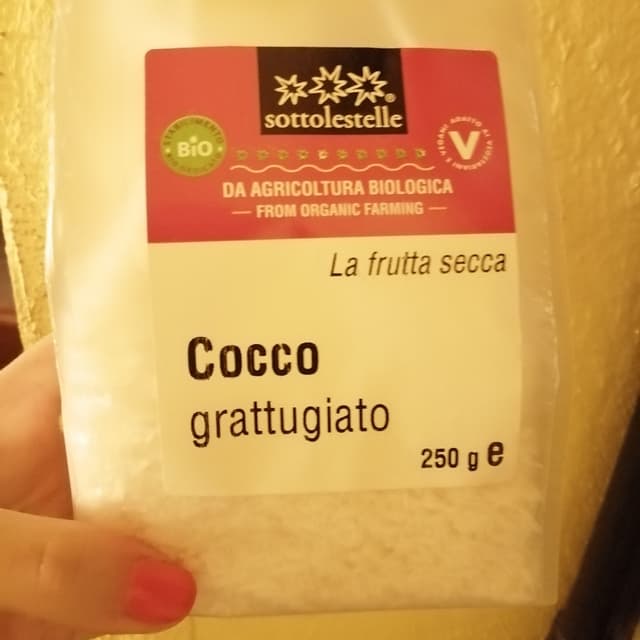 sottolestelle®
BiO
V
DA AGRICOLTURA BIOLOGICA
FROM ORGANIC FARMING
La frutta secca
Cocco
grattugiato
250 g e